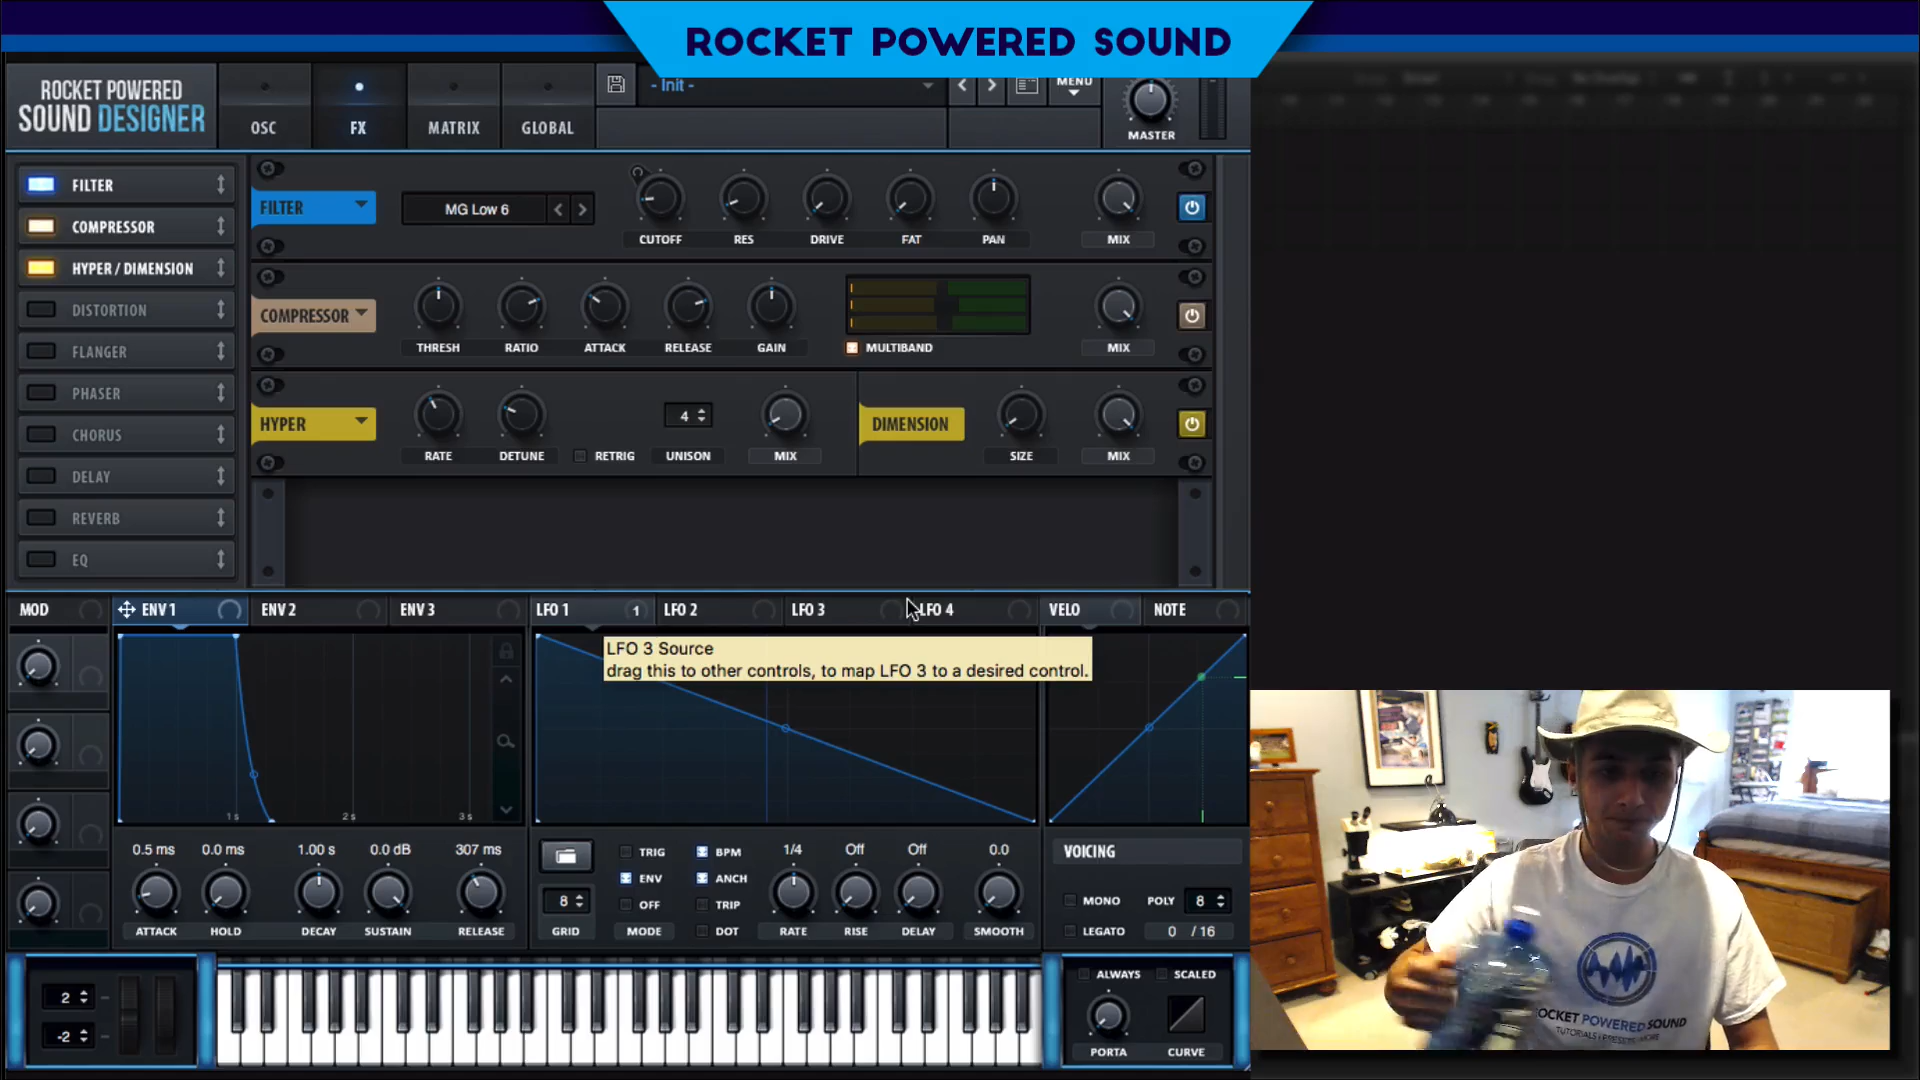 ROCKET POWERED SOUND
ROCKET POWERED
SOUND DESIGNER
OSC
FX
MATRIX
GLOBAL
- Init -
MENU
MASTER
FILTER
COMPRESSOR
HYPER / DIMENSION
DISTORTION
FLANGER
PHASER
CHORUS
DELAY
REVERB
EQ
FILTER
MG Low 6
CUTOFF
RES
DRIVE
FAT
PAN
MIX
COMPRESSOR
THRESH
RATIO
ATTACK
RELEASE
GAIN
MULTIBAND
MIX
HYPER
RATE
DETUNE
RETRIG
4
UNISON
MIX
DIMENSION
SIZE
MIX
MOD
ENV 1
ENV 2
ENV 3
LFO 1
1
LFO 2
LFO 3
LFO 4
VELO
NOTE
LFO 3 Source
drag this to other controls, to map LFO 3 to a desired control.
1 s
2 s
3 s
0.5 ms
0.0 ms
1.00 s
0.0 dB
307 ms
ATTACK
HOLD
DECAY
SUSTAIN
RELEASE
8
GRID
TRIG
ENV
OFF
MODE
BPM
ANCH
TRIP
DOT
1/4
Off
Off
0.0
RATE
RISE
DELAY
SMOOTH
VOICING
MONO
POLY
8
LEGATO
0 / 16
2
-2
ALWAYS
SCALED
PORTA
CURVE
ROCKET POWERED SOUND